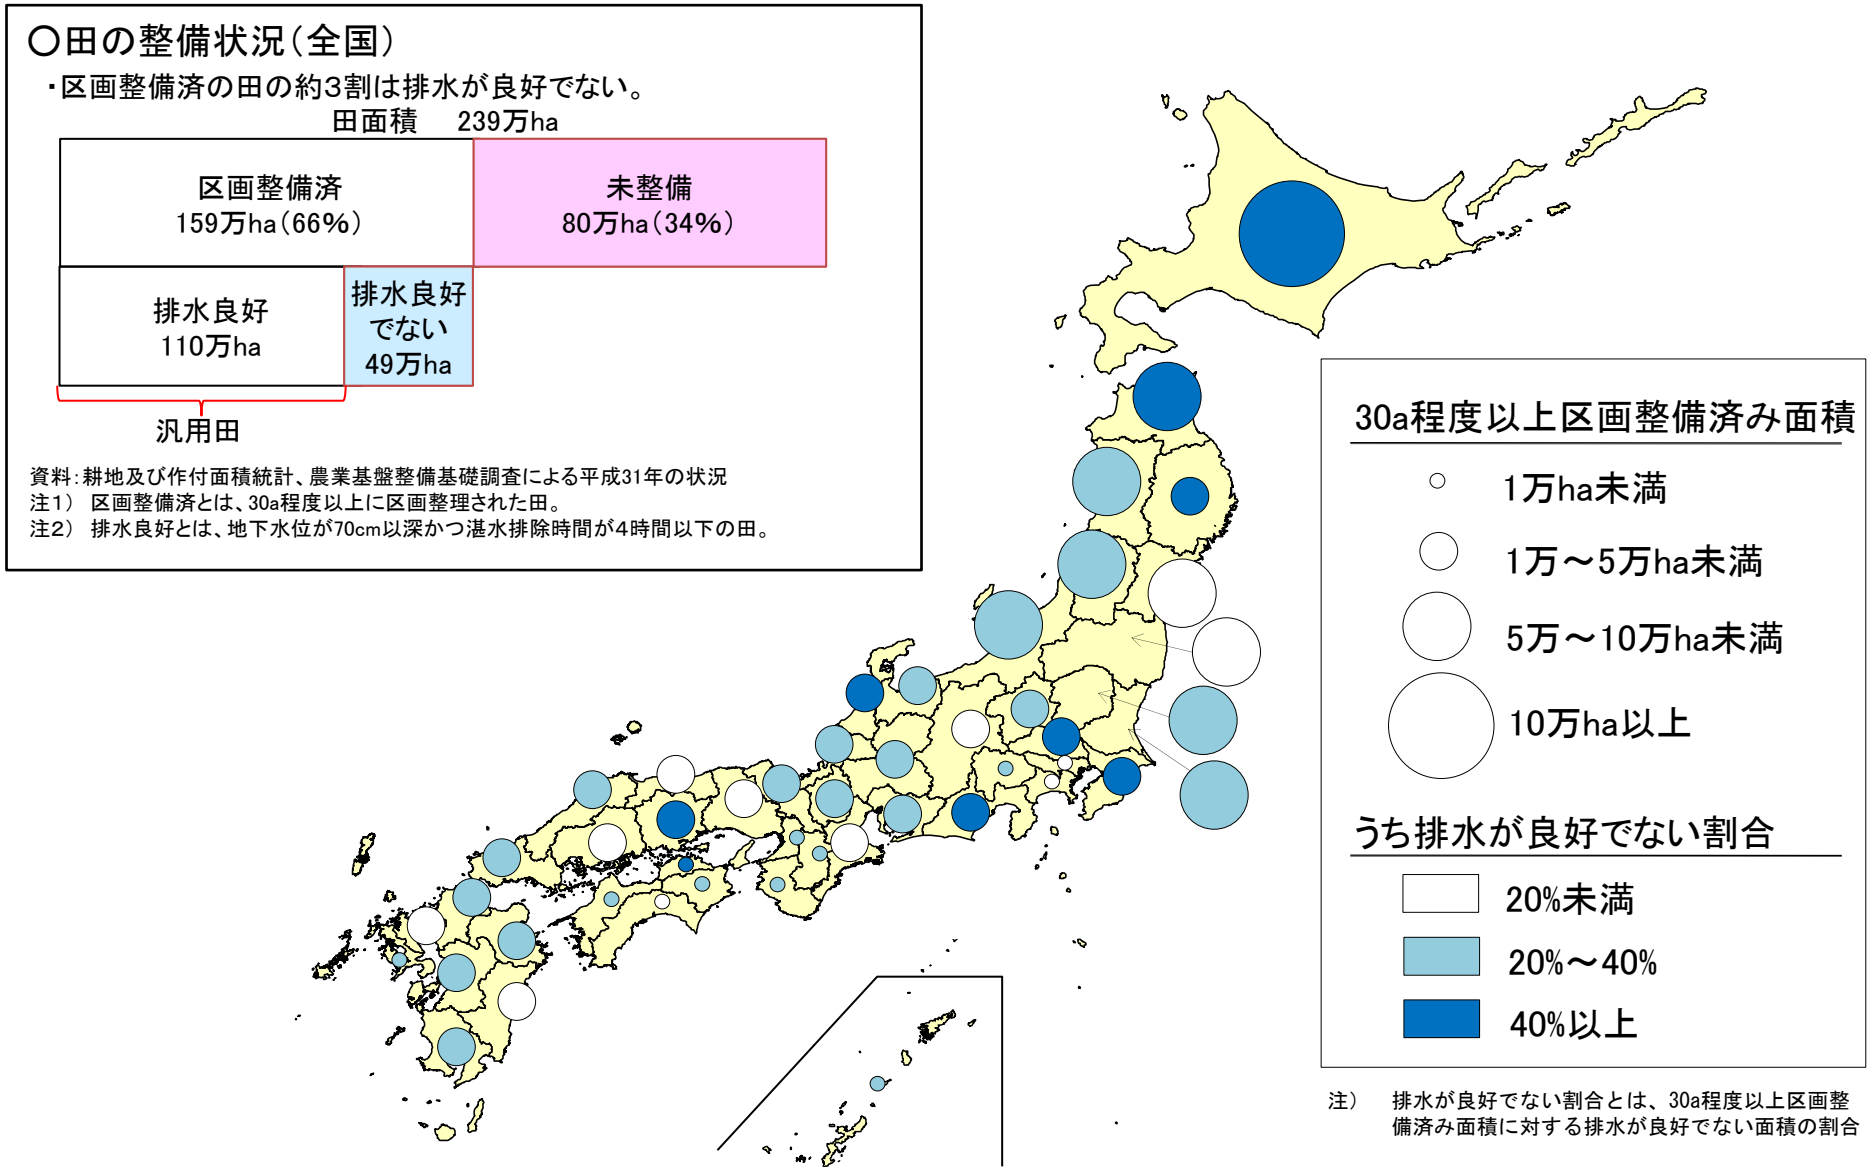 〇田の整備状況（全国）
・区画整備済の田の約３割は排水が良好でない。
田面積　239万ha
区画整備済
159万ha（66%）
未整備
80万ha（34%）
排水良好
110万ha
排水良好
でない
49万ha
汎用田
資料：耕地及び作付面積統計、農業基盤整備基礎調査による平成31年の状況
注１）　区画整備済とは、30a程度以上に区画整理された田。
注２）　排水良好とは、地下水位が70cm以深かつ湛水排除時間が４時間以下の田。
30a程度以上区画整備済み面積
1万ha未満
1万～5万ha未満
5万～10万ha未満
10万ha以上
うち排水が良好でない割合
20%未満
20%～40%
40%以上
注）　排水が良好でない割合とは、30a程度以上区画整
備済み面積に対する排水が良好でない面積の割合